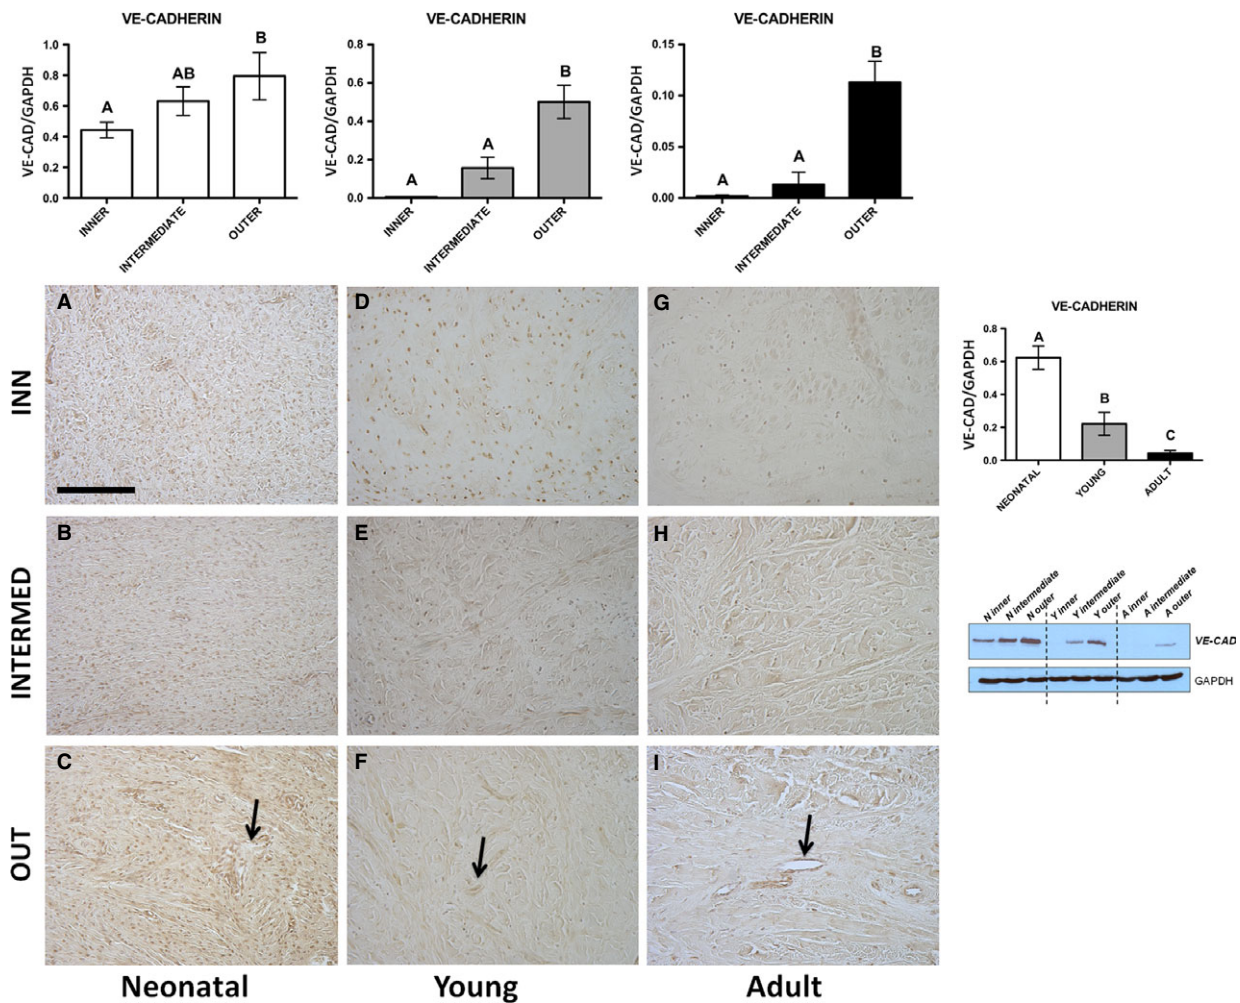 VE-CADHERIN
VE-CAD/GAPDH
1.0
0.8
0.6
0.4
0.2
0.0
A
AB
B
INNER
INTERMEDIATE
OUTER
VE-CADHERIN
VE-CAD/GAPDH
0.8
0.6
0.4
0.2
0.0
A
A
B
INNER
INTERMEDIATE
OUTER
VE-CADHERIN
VE-CAD/GAPDH
0.15
0.10
0.05
0.00
A
A
B
INNER
INTERMEDIATE
OUTER
INN
A
D
G
INTERMED
B
E
H
OUT
C
F
I
Neonatal
Young
Adult
VE-CADHERIN
VE-CAD/GAPDH
0.8
0.6
0.4
0.2
0.0
A
B
C
NEONATAL
YOUNG
ADULT
N inner
N intermediate
N outer
Y inner
Y intermediate
Y outer
A inner
A intermediate
A outer
VE-CAD
GAPDH